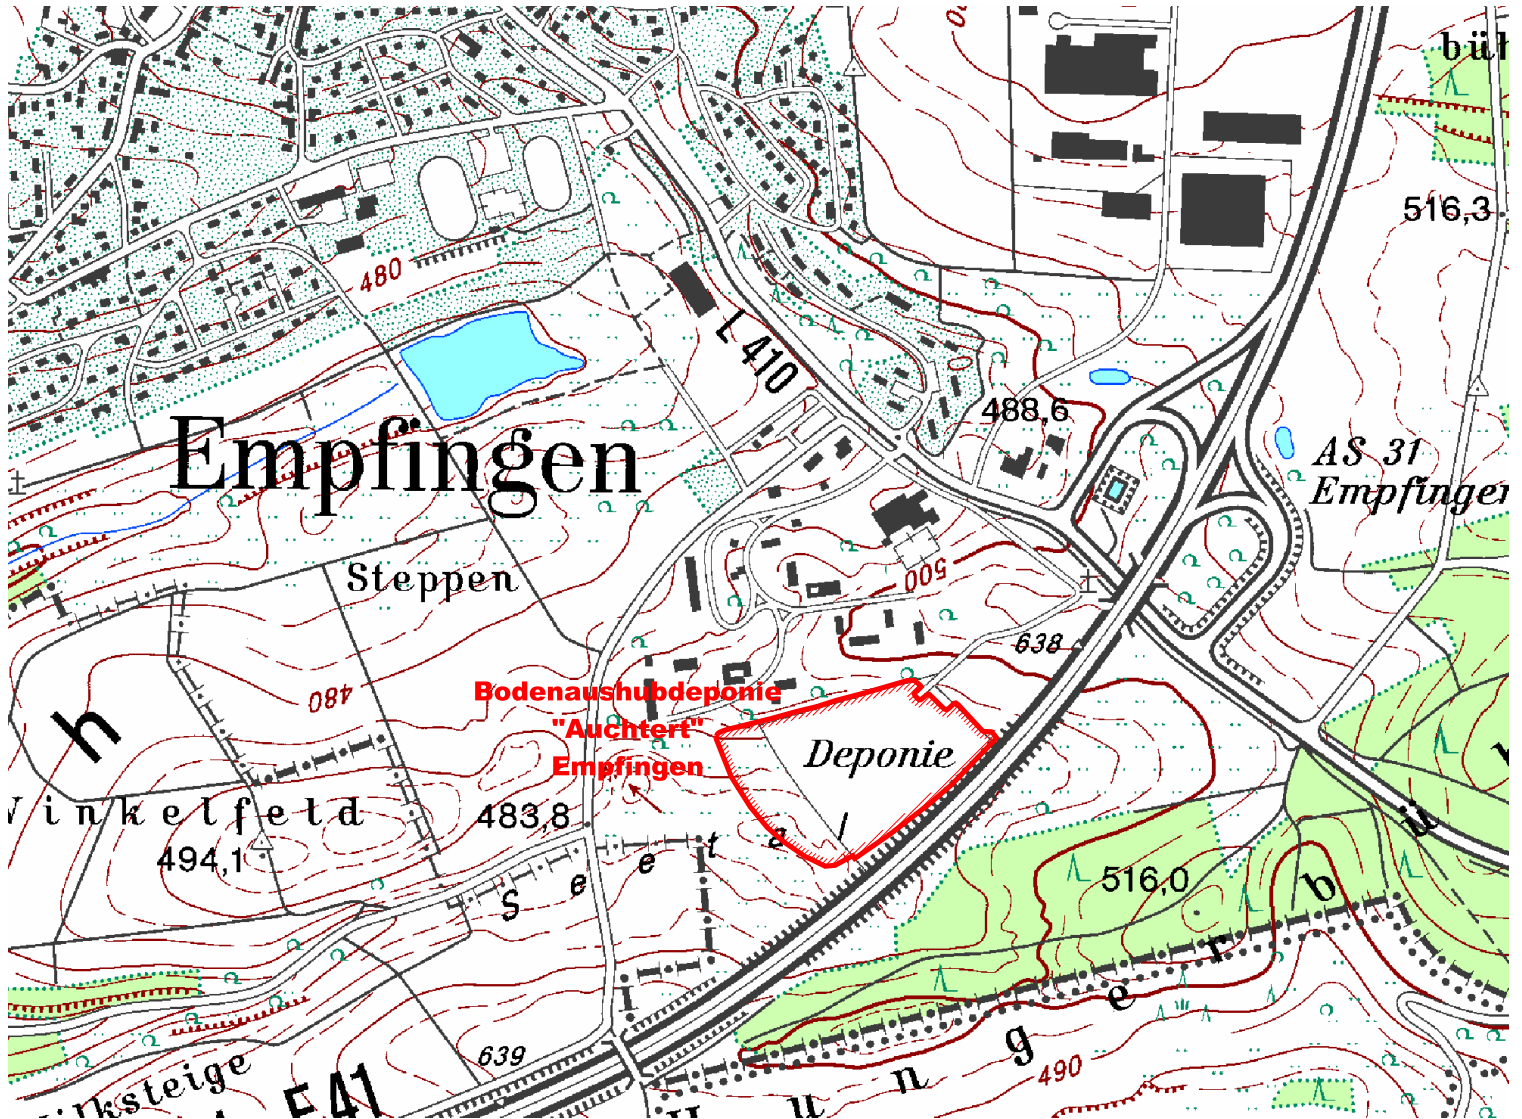 büh
516,3
480
L 410
488,6
Empfingen
AS 31
Empfingen
Steppen
500
638
480
Bodenaushubdeponie
"Auchtert"
Empfingen
Deponie
h
Winkelfeld
483,8
494,1
Seetal
516,0
639
490
E41